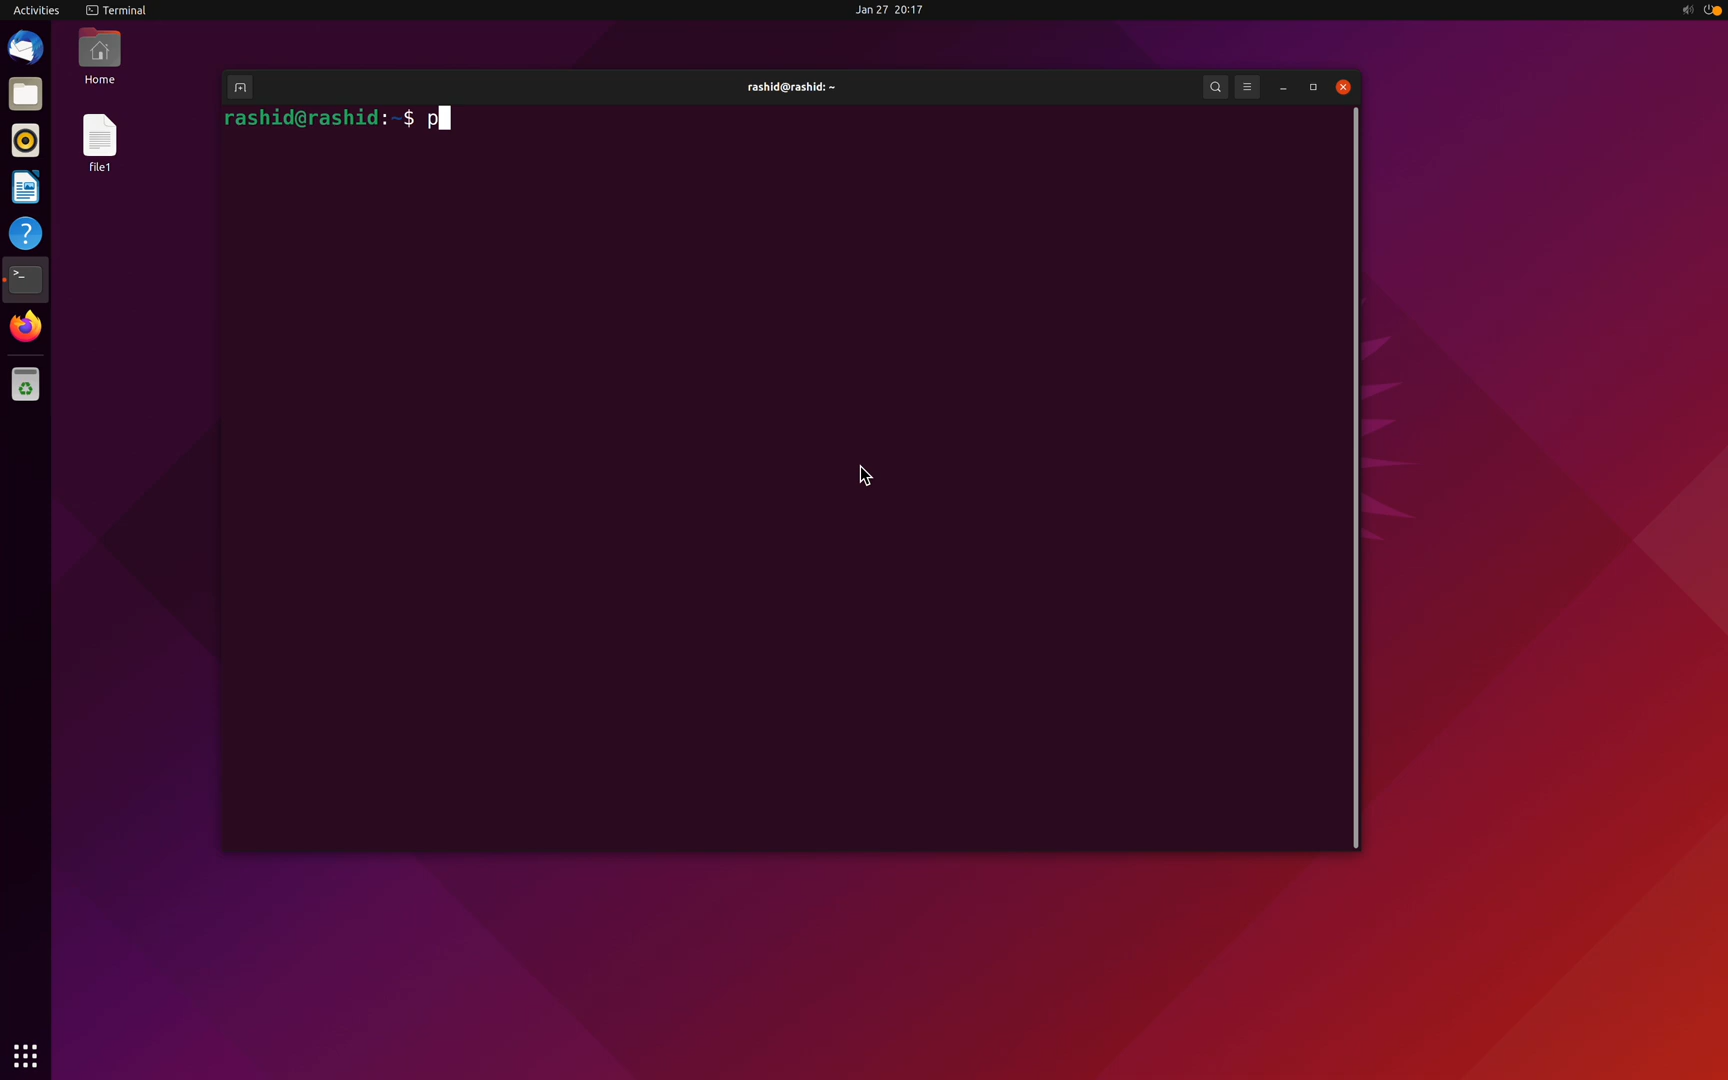 Activities
Terminal
Jan 27 20:17
Home
file1
rashid@rashid: ~
rashid@rashid:~$ p